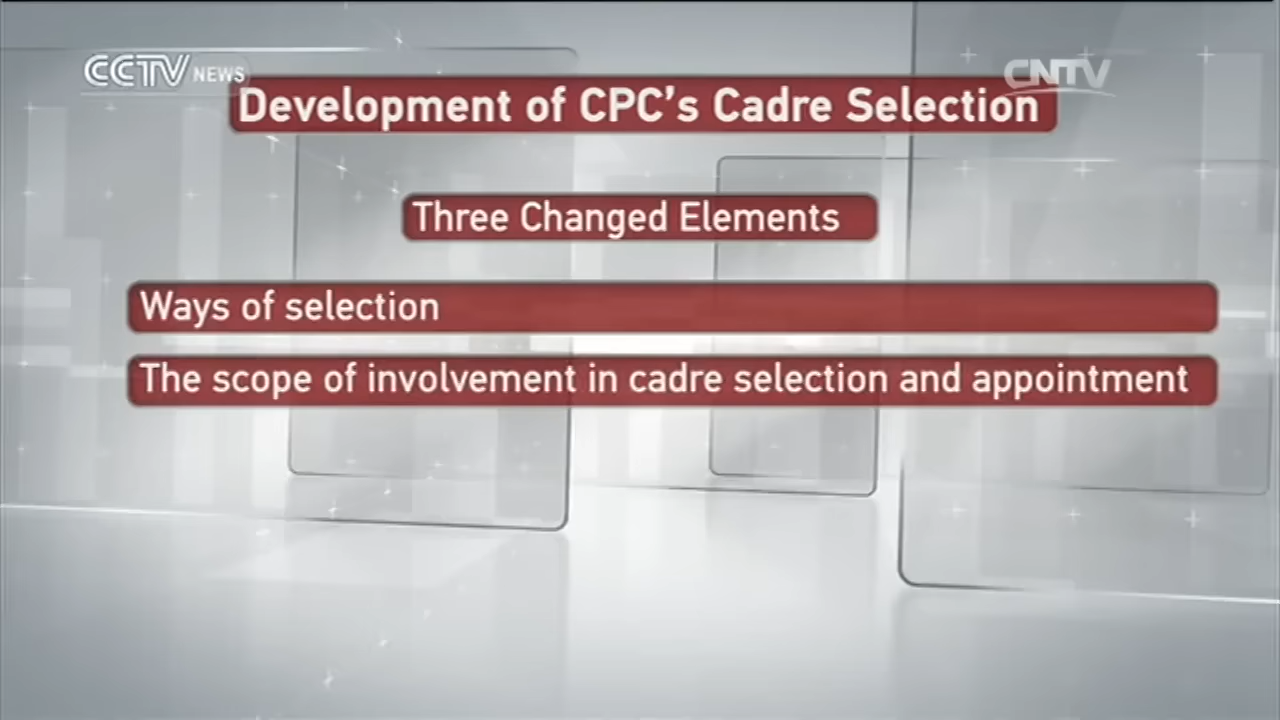 CCTV NEWS
CNTV
Development of CPC's Cadre Selection
Three Changed Elements
Ways of selection
The scope of involvement in cadre selection and appointment